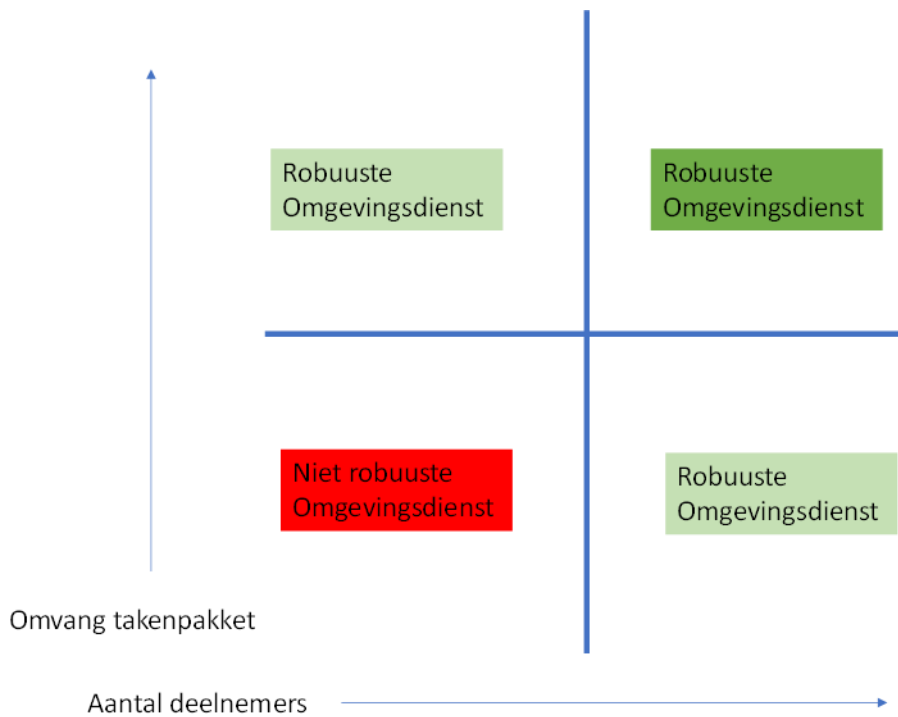 Robuuste
Omgevingsdienst
Robuuste
Omgevingsdienst
Niet robuuste
Omgevingsdienst
Robuuste
Omgevingsdienst
Omvang takenpakket
Aantal deelnemers